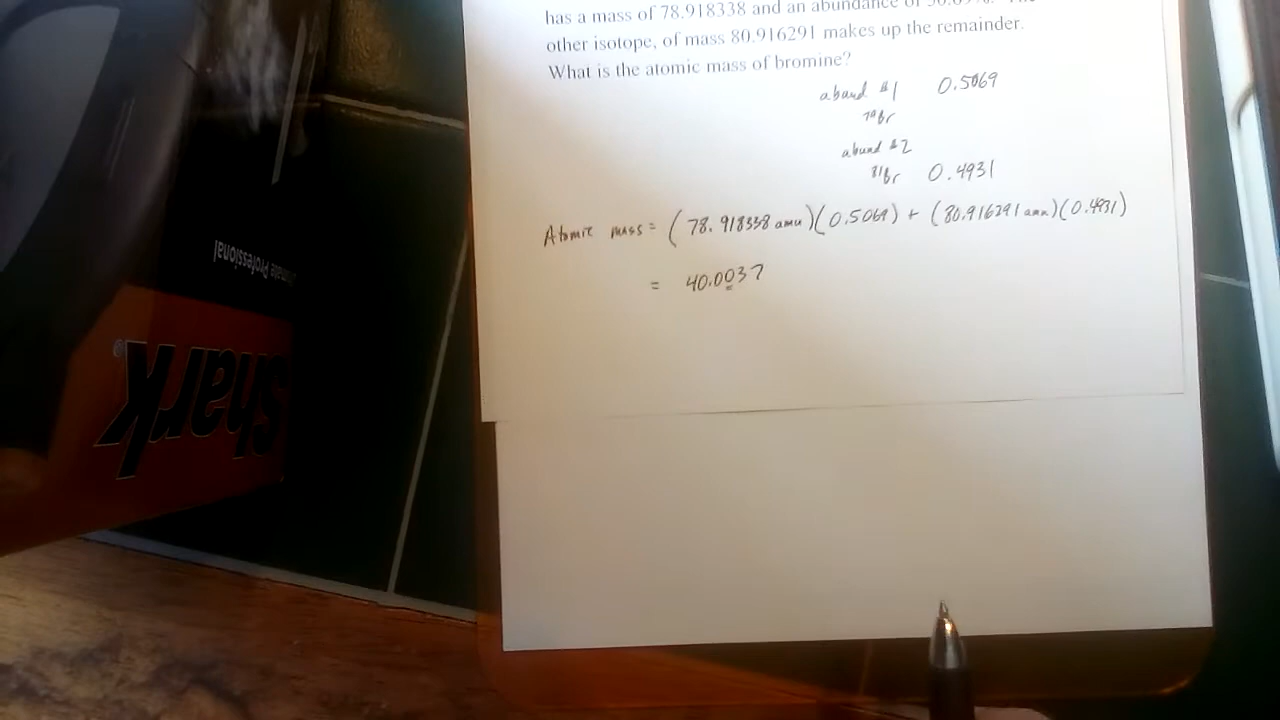 has a mass of 78.918338 and an abundance of
other isotope, of mass 80.916291 makes up the remainder.
What is the atomic mass of bromine?
abund #1 0.5069
79Br
abund #2
81Br 0.4931
Atomic mass = (78.918338 amu)(0.5069) + (80.916291 amu)(0.4931)
= 40.0037
Professional
Shark®